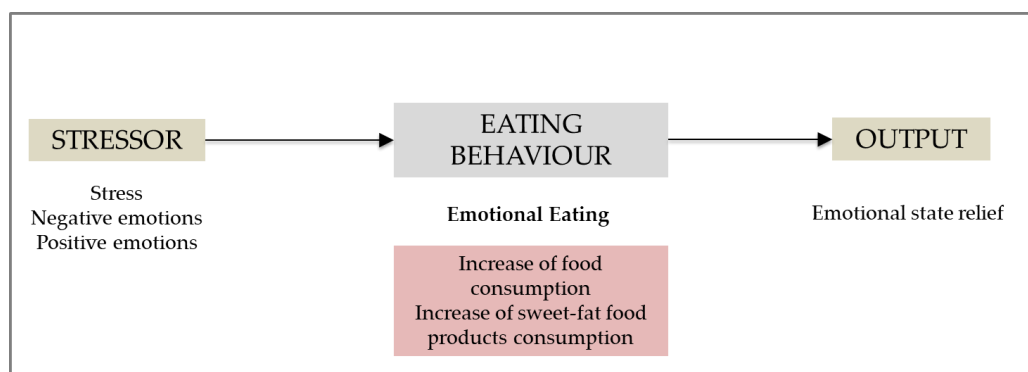 STRESSOR
Stress
Negative emotions
Positive emotions
EATING
BEHAVIOUR
Emotional Eating
Increase of food
consumption
Increase of sweet-fat food
products consumption
OUTPUT
Emotional state relief